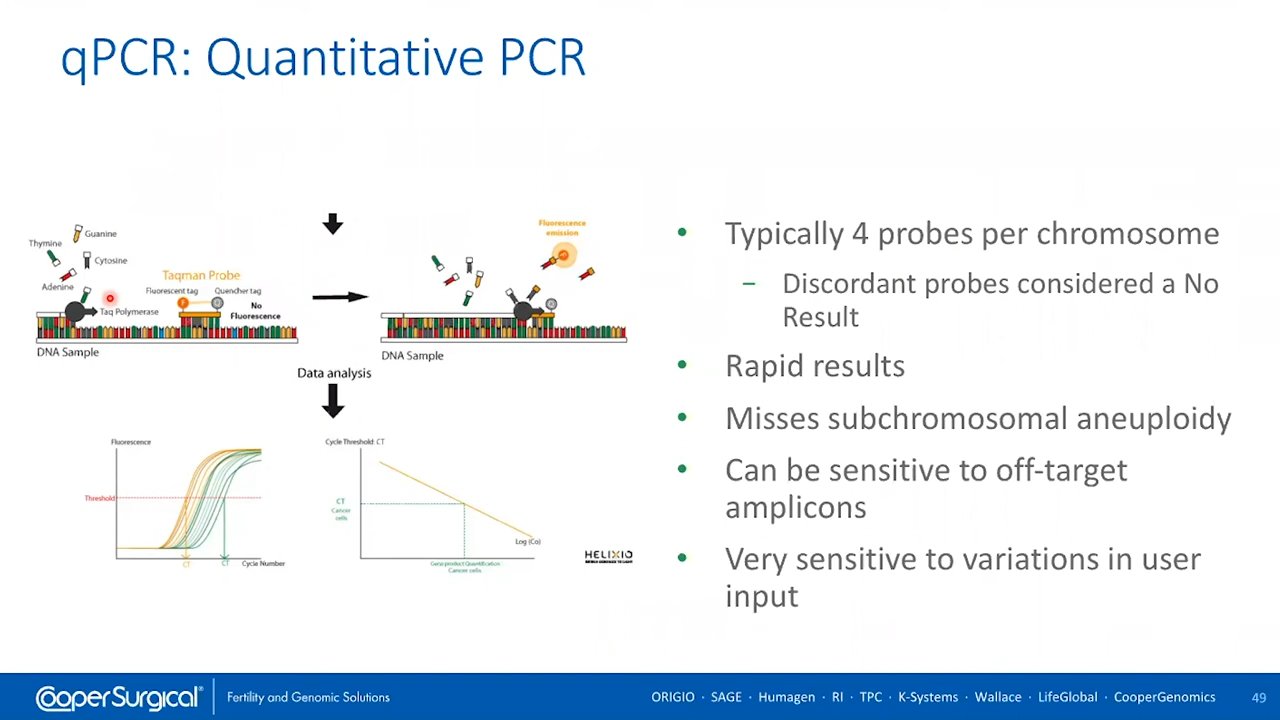 qPCR: Quantitative PCR
Guanine
Thymine
Cytosine
Adenine
Taqman Probe
Fluorescent tag
Quencher tag
Taq Polymerase
No
Fluorescence
DNA Sample
Fluorescence
emission
DNA Sample
Data analysis
Fluorescence
Threshold
CT
CT
Cycle Number
Cycle Threshold: CT
CT
Cancer
cells
Log (Co)
Gene product Quantification
Cancer cells
HELIXIO
• Typically 4 probes per chromosome
− Discordant probes considered a No
Result
• Rapid results
• Misses subchromosomal aneuploidy
• Can be sensitive to off-target
amplicons
• Very sensitive to variations in user
input
CooperSurgical®
Fertility and Genomic Solutions
ORIGIO · SAGE · Humagen · RI · TPC · K-Systems · Wallace · LifeGlobal · CooperGenomics
49